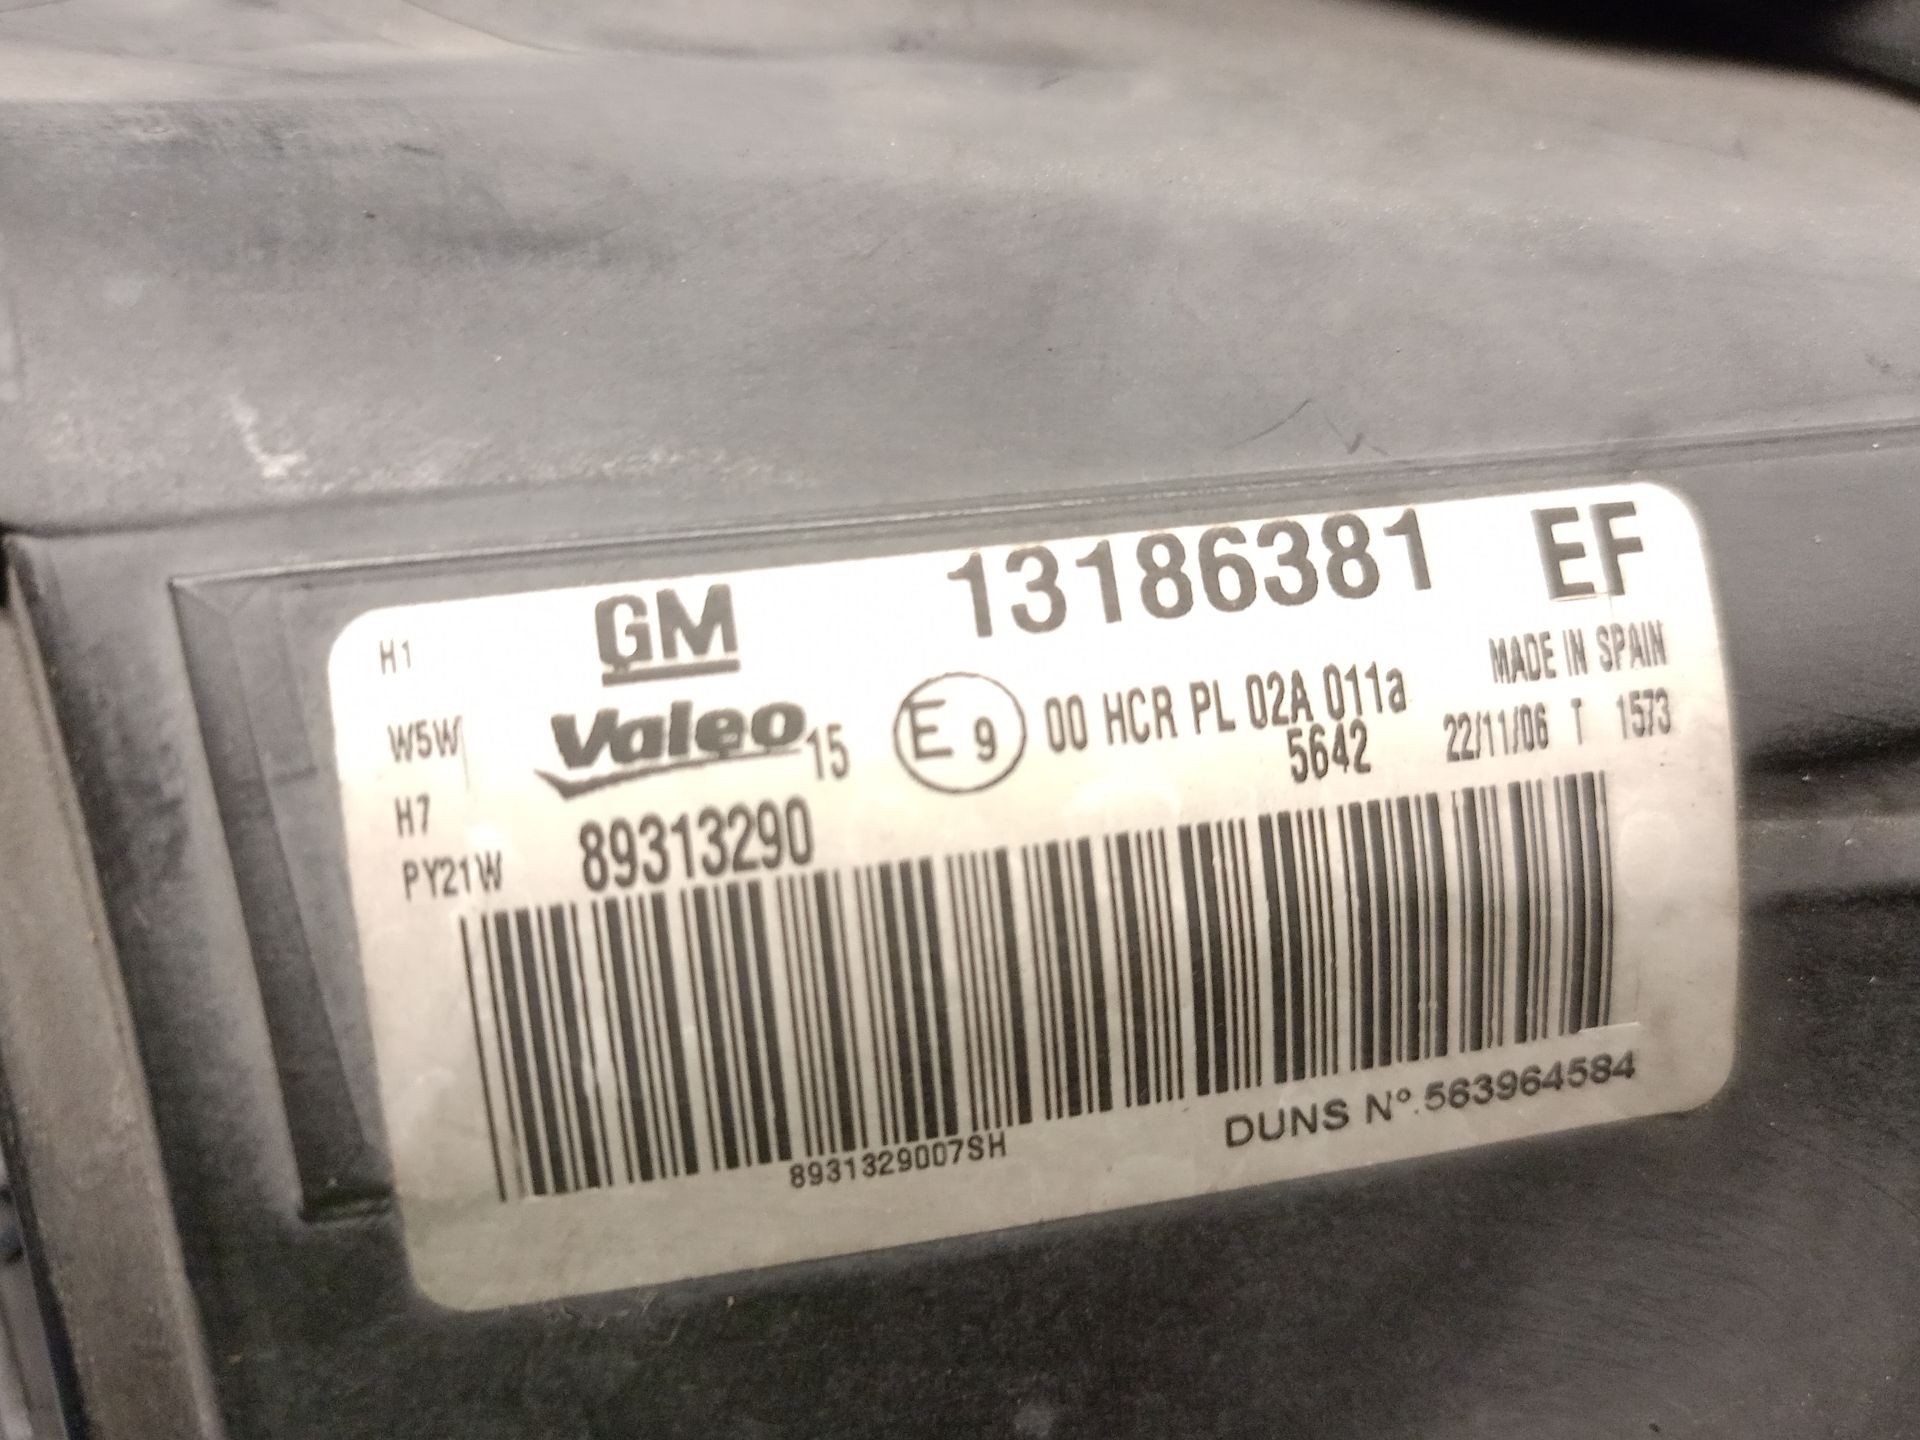 GM 13186381 EF
H1
MADE IN SPAIN
W5W Valeo 15 E 9 00 HCR PL 02A 011a
5642 22/11/06 T 1573
H7
PY21W 89313290
8931329007SH
DUNS Nº.563964584